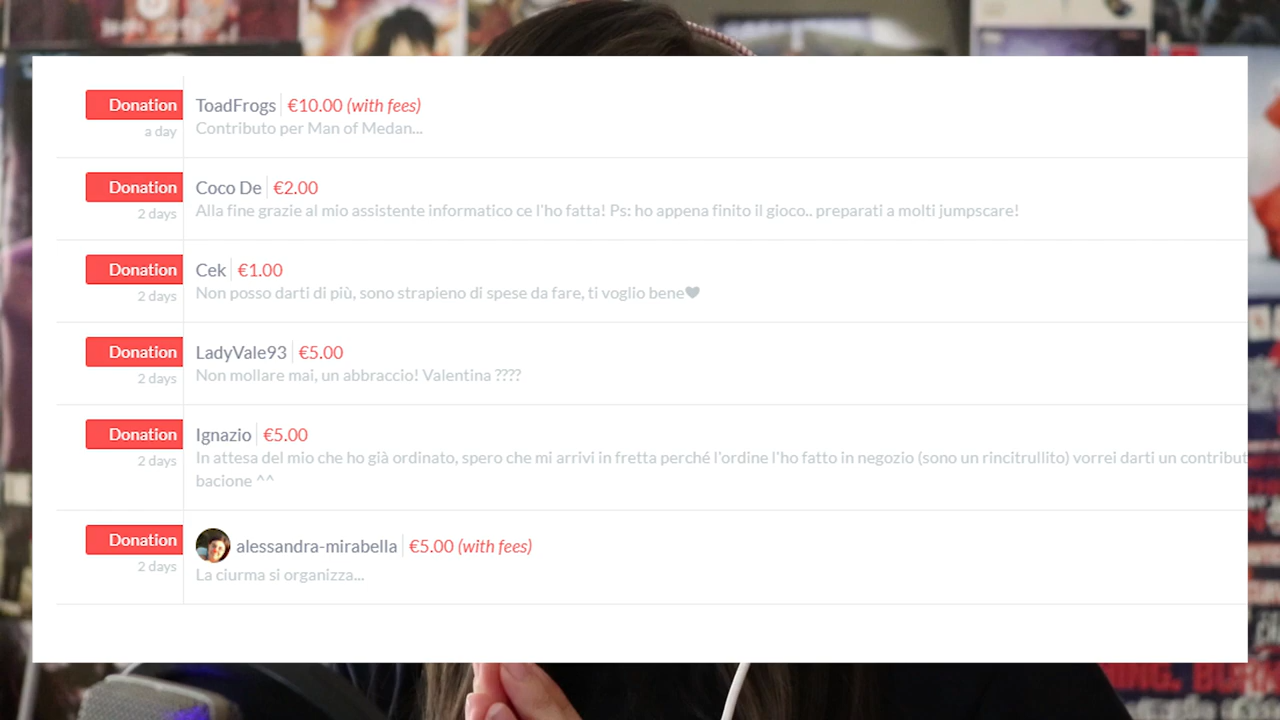 Donation ToadFrogs €10.00 (with fees)
a day Contributo per Man of Medan...
Donation Coco De €2.00
2 days Alla fine grazie al mio assistente informatico ce l'ho fatta! Ps: ho appena finito il gioco.. preparati a molti jumpscare!
Donation Cek €1.00
2 days Non posso darti di più, sono strapieno di spese da fare, ti voglio bene♥
Donation LadyVale93 €5.00
2 days Non mollare mai, un abbraccio! Valentina ????
Donation Ignazio €5.00
2 days In attesa del mio che ho già ordinato, spero che mi arrivi in fretta perché l'ordine l'ho fatto in negozio (sono un rincitrullito) vorrei darti un contribut
bacione ^^
Donation alessandra-mirabella €5.00 (with fees)
2 days La ciurma si organizza...